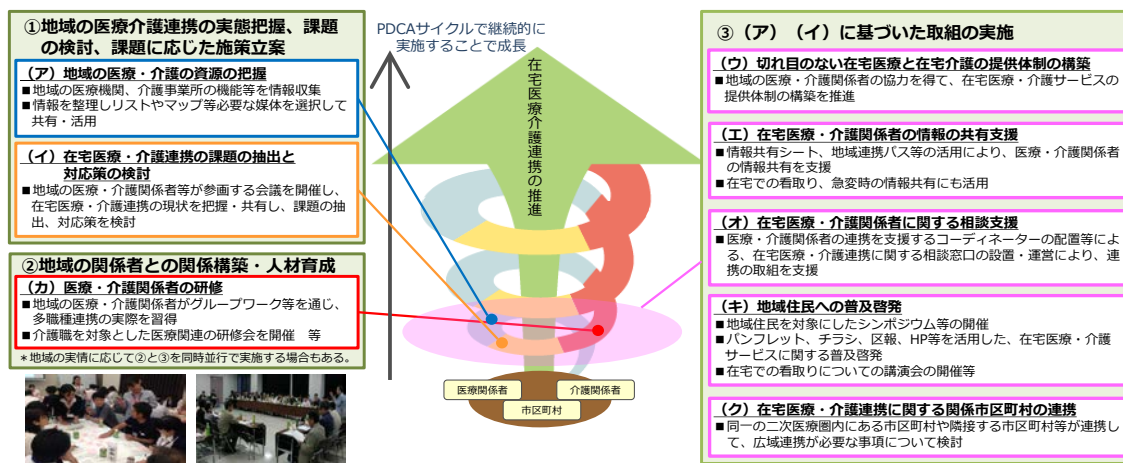 ①地域の医療介護連携の実態把握、課題
の検討、課題に応じた施策立案
（ア）地域の医療・介護の資源の把握
■地域の医療機関、介護事業所の機能等を情報収集
■情報を整理しリストやマップ等必要な媒体を選択して
共有・活用
（イ）在宅医療・介護連携の課題の抽出と
対応策の検討
■地域の医療・介護関係者等が参画する会議を開催し、
在宅医療・介護連携の現状を把握・共有し、課題の抽
出、対応策を検討
②地域の関係者との関係構築・人材育成
（カ）医療・介護関係者の研修
■地域の医療・介護関係者がグループワーク等を通じ、
多職種連携の実際を習得
■介護職を対象とした医療関連の研修会を開催　等
＊地域の実情に応じて②と③を同時並行で実施する場合もある。
PDCAサイクルで継続的に
実施することで成長
在宅医療介護連携の推進
医療関係者
介護関係者
市区町村
③（ア）（イ）に基づいた取組の実施
（ウ）切れ目のない在宅医療と在宅介護の提供体制の構築
■地域の医療・介護関係者の協力を得て、在宅医療・介護サービスの
提供体制の構築を推進
（エ）在宅医療・介護関係者の情報の共有支援
■情報共有シート、地域連携パス等の活用により、医療・介護関係者
の情報共有を支援
■在宅での看取り、急変時の情報共有にも活用
（オ）在宅医療・介護関係者に関する相談支援
■医療・介護関係者の連携を支援するコーディネーターの配置等によ
る、在宅医療・介護連携に関する相談窓口の設置・運営により、連
携の取組を支援
（キ）地域住民への普及啓発
■地域住民を対象にしたシンポジウム等の開催
■パンフレット、チラシ、区報、HP等を活用した、在宅医療・介護
サービスに関する普及啓発
■在宅での看取りについての講演会の開催等
（ク）在宅医療・介護連携に関する関係市区町村の連携
■同一の二次医療圏内にある市区町村や隣接する市区町村等が連携し
て、広域連携が必要な事項について検討